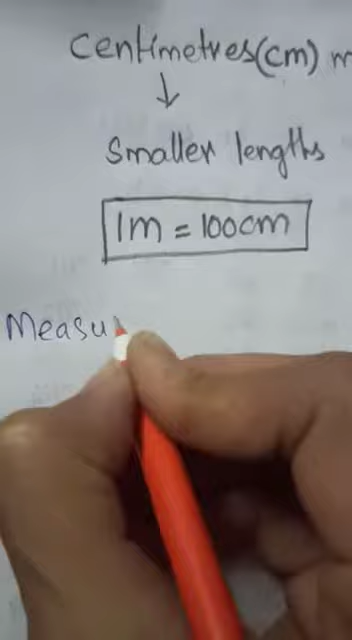 Centimetres(cm) m
↓
Smaller lengths
1m = 100cm
Measu